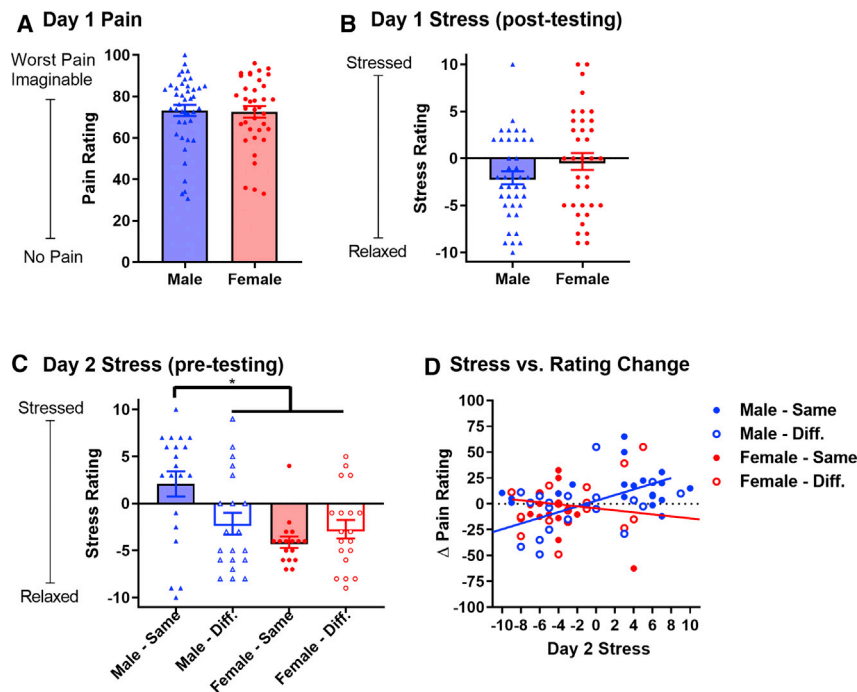 A Day 1 Pain
Worst Pain
Imaginable
No Pain
Pain Rating
100
80
60
40
20
0
Male Female
B Day 1 Stress (post-testing)
Stressed
Relaxed
Stress Rating
10
5
0
-5
-10
Male Female
C Day 2 Stress (pre-testing)
*
Stressed
Relaxed
Stress Rating
10
5
0
-5
-10
Male - Same
Male - Diff.
Female - Same
Female - Diff.
D Stress vs. Rating Change
Δ Pain Rating
100
75
50
25
0
-25
-50
-75
-100
-10 -8 -6 -4 -2 0 2 4 6 8 10
Day 2 Stress
Male - Same
Male - Diff.
Female - Same
Female - Diff.